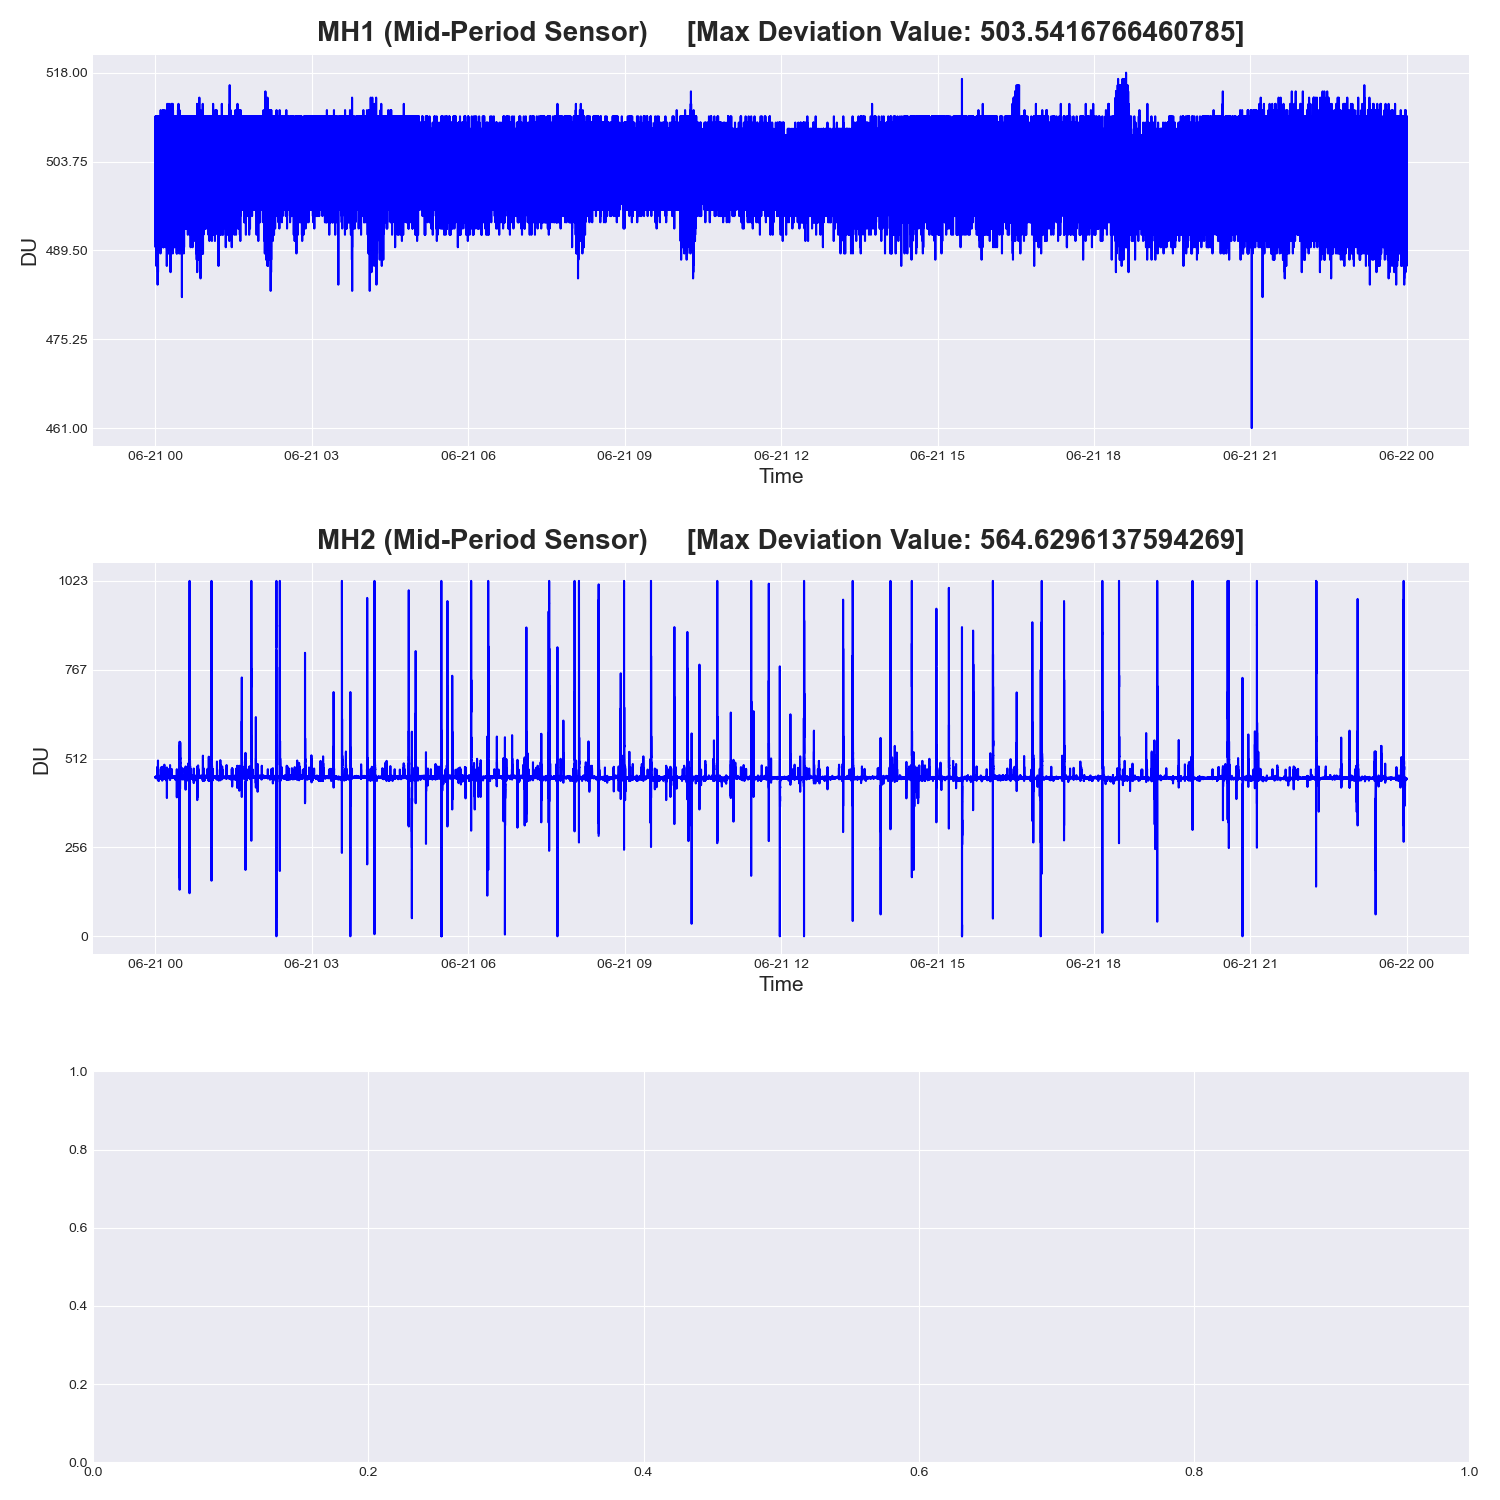 MH1 (Mid-Period Sensor) [Max Deviation Value: 503.5416766460785]
518.00
503.75
489.50
475.25
461.00
DU
06-21 00 06-21 03 06-21 06 06-21 09 06-21 12 06-21 15 06-21 18 06-21 21 06-22 00
Time
MH2 (Mid-Period Sensor) [Max Deviation Value: 564.6296137594269]
1023
767
512
256
0
DU
06-21 00 06-21 03 06-21 06 06-21 09 06-21 12 06-21 15 06-21 18 06-21 21 06-22 00
Time
1.0
0.8
0.6
0.4
0.2
0.0
0.0 0.2 0.4 0.6 0.8 1.0